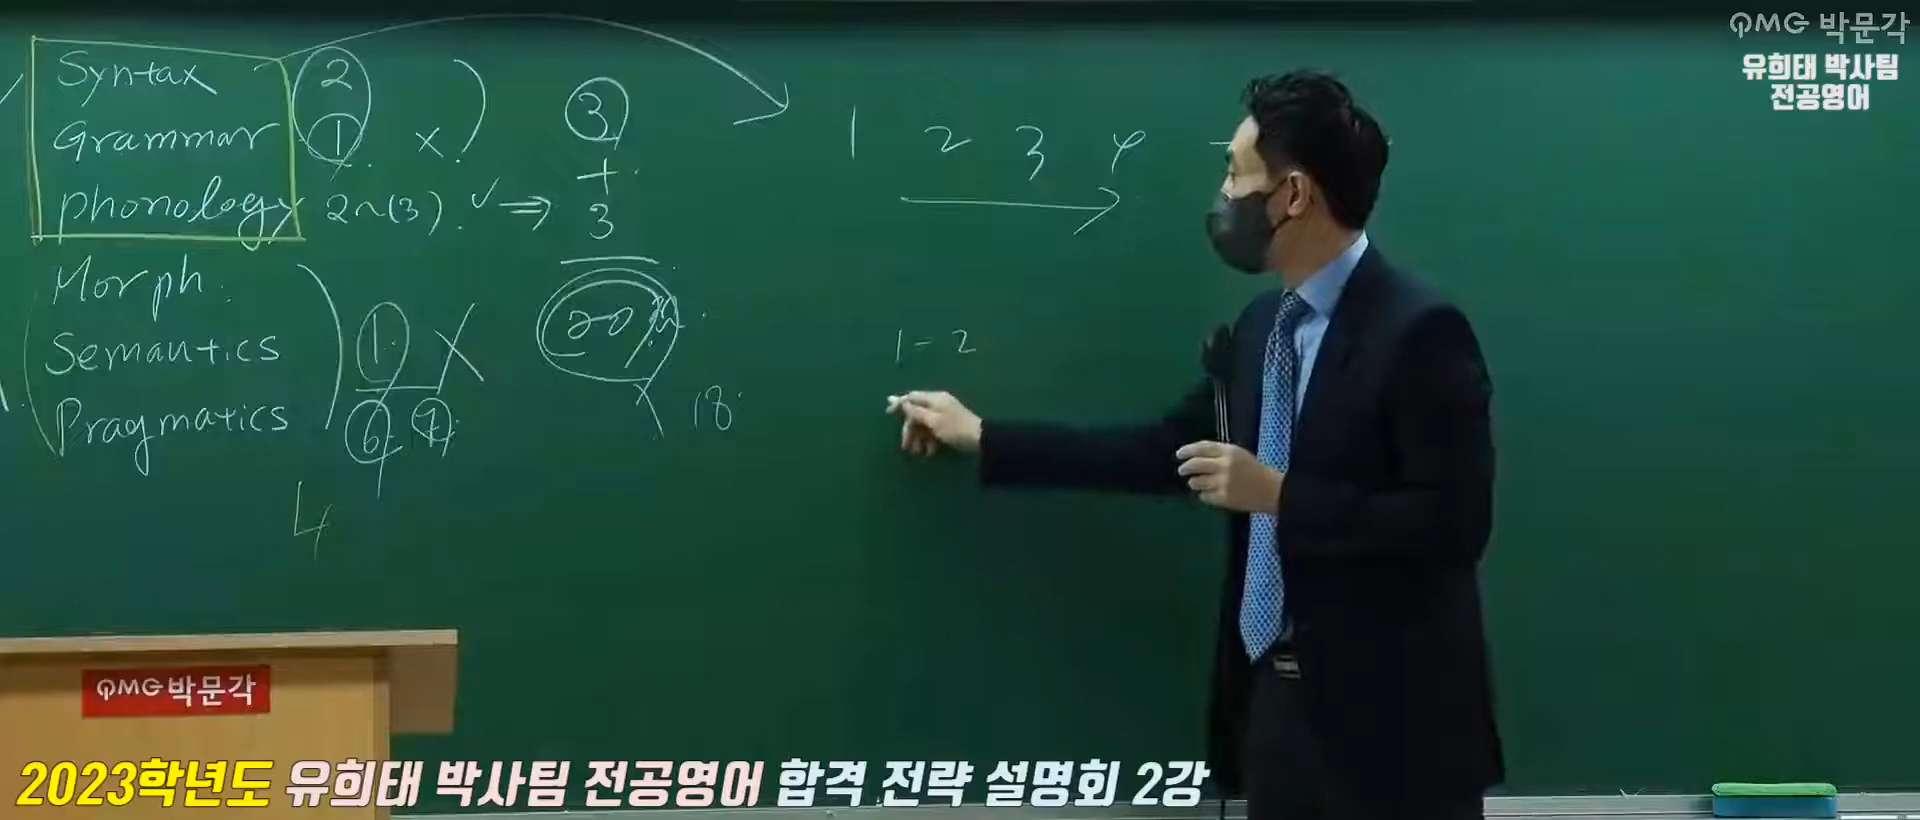 Syntax 2
Grammar 1 X
phonology 2~(3). ✓ ⇒
3
+
3
20%
X 18
Morph.
Semantics 1 X
Pragmatics 6 7
4
1 2 3 4
1-2
PMG 박문각
유희태 박사팀
전공영어
PMG 박문각
2023학년도 유희태 박사팀 전공영어 합격 전략 설명회 2강